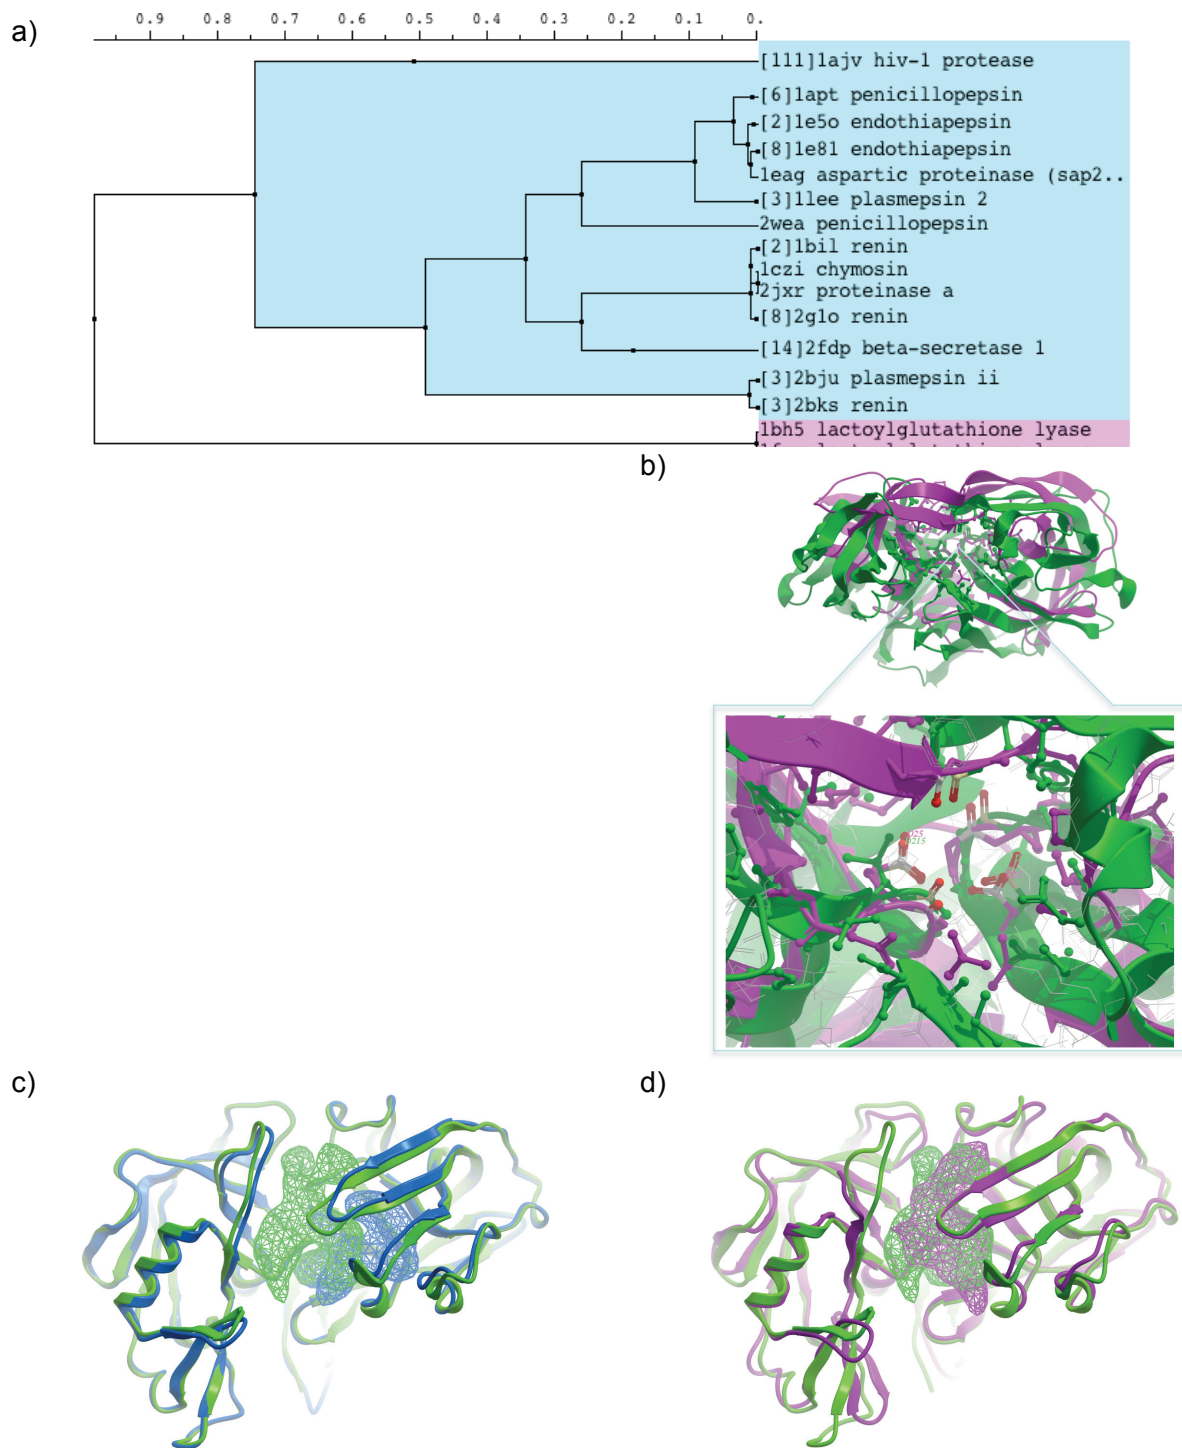 a)
0.9 0.8 0.7 0.6 0.5 0.4 0.3 0.2 0.1 0.
[111]1ajv hiv-1 protease
[6]1apt penicillopepsin
[2]1e5o endothiapepsin
[8]1e81 endothiapepsin
1eag aspartic proteinase (sap2..
[3]1lee plasmepsin 2
2wea penicillopepsin
[2]1bil renin
1czi chymosin
2jxr proteinase a
[8]2g1o renin
[14]2fdp beta-secretase 1
[3]2bju plasmepsin ii
[3]2bks renin
1bh5 lactoylglutathione lyase
b)
c)
d)